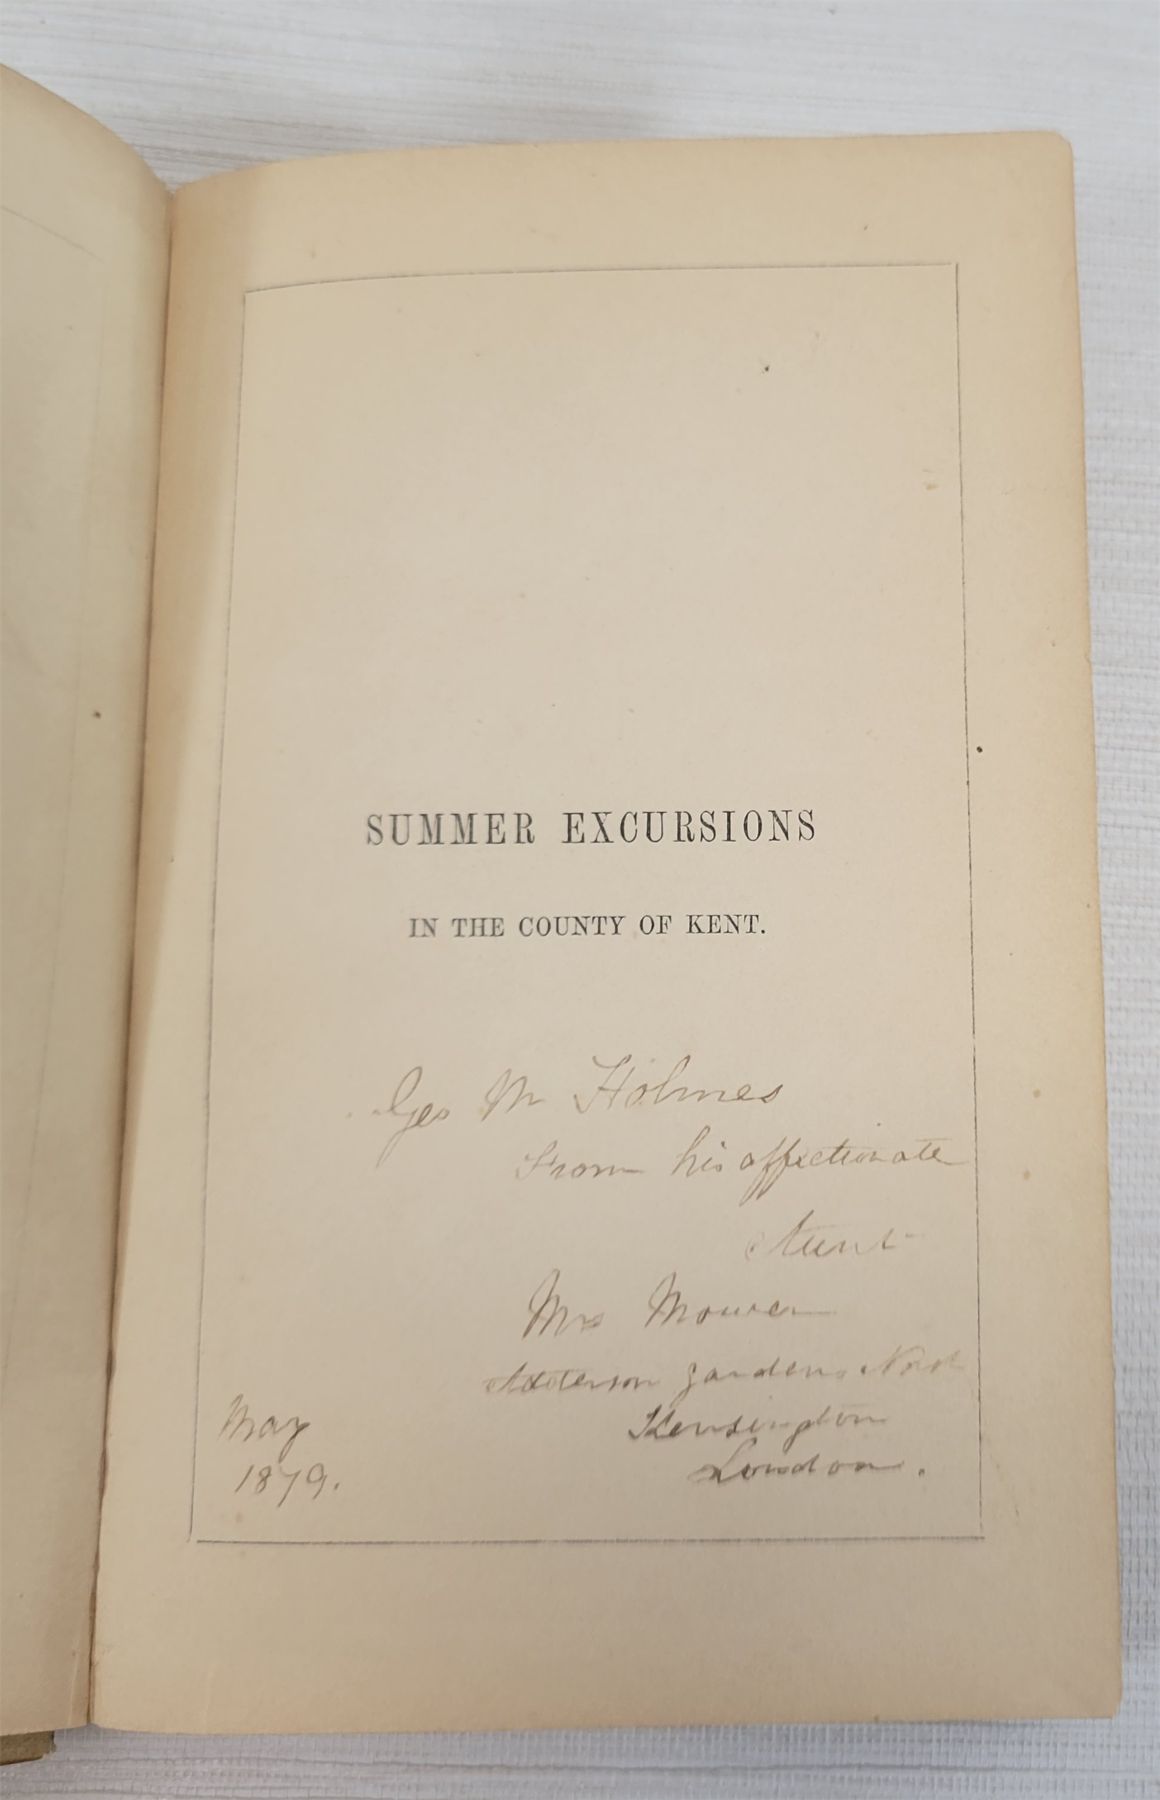 SUMMER EXCURSIONS
IN THE COUNTY OF KENT.
Geo M Holmes
From his affectionate
Aunt
Mrs Mower
gardens
Kensington
London.
May
1879.